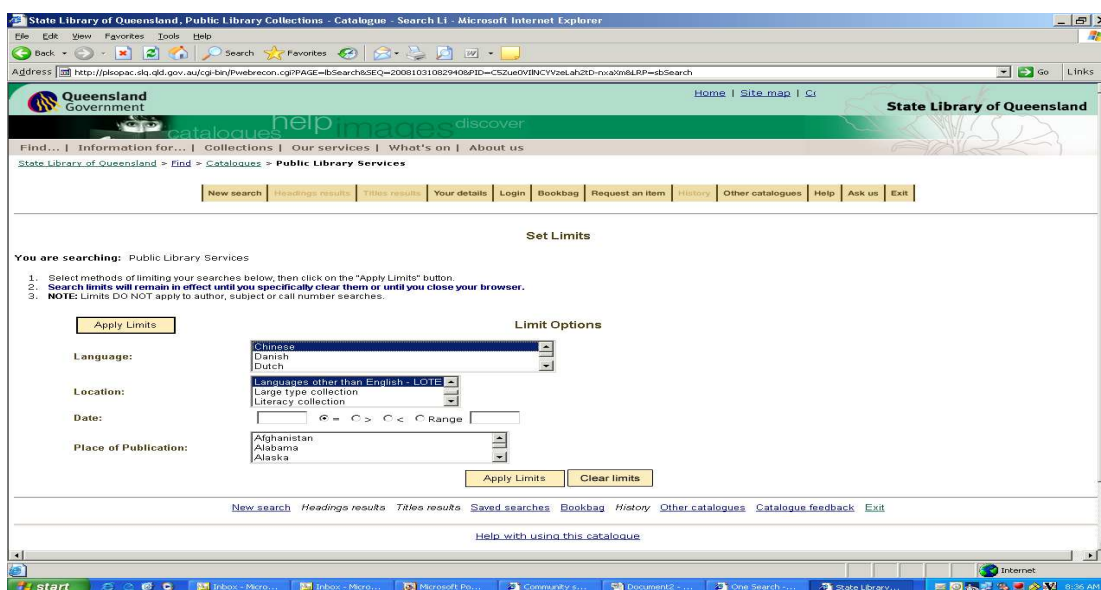 State Library of Queensland, Public Library Collections - Catalogue - Search Li - Microsoft Internet Explorer
File Edit View Favorites Tools Help
Back Search Favorites
Address http://plsopac.slq.qld.gov.au/cgi-bin/Pwebrecon.cgi? Go Links
Queensland Government
Home | Site map |
State Library of Queensland
catalogues help images discover
Find... | Information for... | Collections | Our services | What's on | About us
State Library of Queensland > Find > Catalogues > Public Library Services
New search Headings results Titles results Your details Login Bookbag Request an item History Other catalogues Help Ask us Exit
Set Limits
You are searching: Public Library Services
1. Select methods of limiting your searches below, then click on the "Apply Limits" button.
2. Search limits will remain in effect until you specifically clear them or until you close your browser.
3. NOTE: Limits DO NOT apply to author, subject or call number searches.
Apply Limits Limit Options
Language:
Chinese
Danish
Dutch
Location:
Languages other than English - LOTE
Large type collection
Literacy collection
Date: = > < Range
Place of Publication:
Afghanistan
Alabama
Alaska
Apply Limits Clear limits
New search Headings results Titles results Saved searches Bookbag History Other catalogues Catalogue feedback Exit
Help with using this catalogue
Internet
start Inbox - Micro... Inbox - Micro... Microsoft Po... Community s... Document2 - ... One Search -... State Library... 8:36 AM